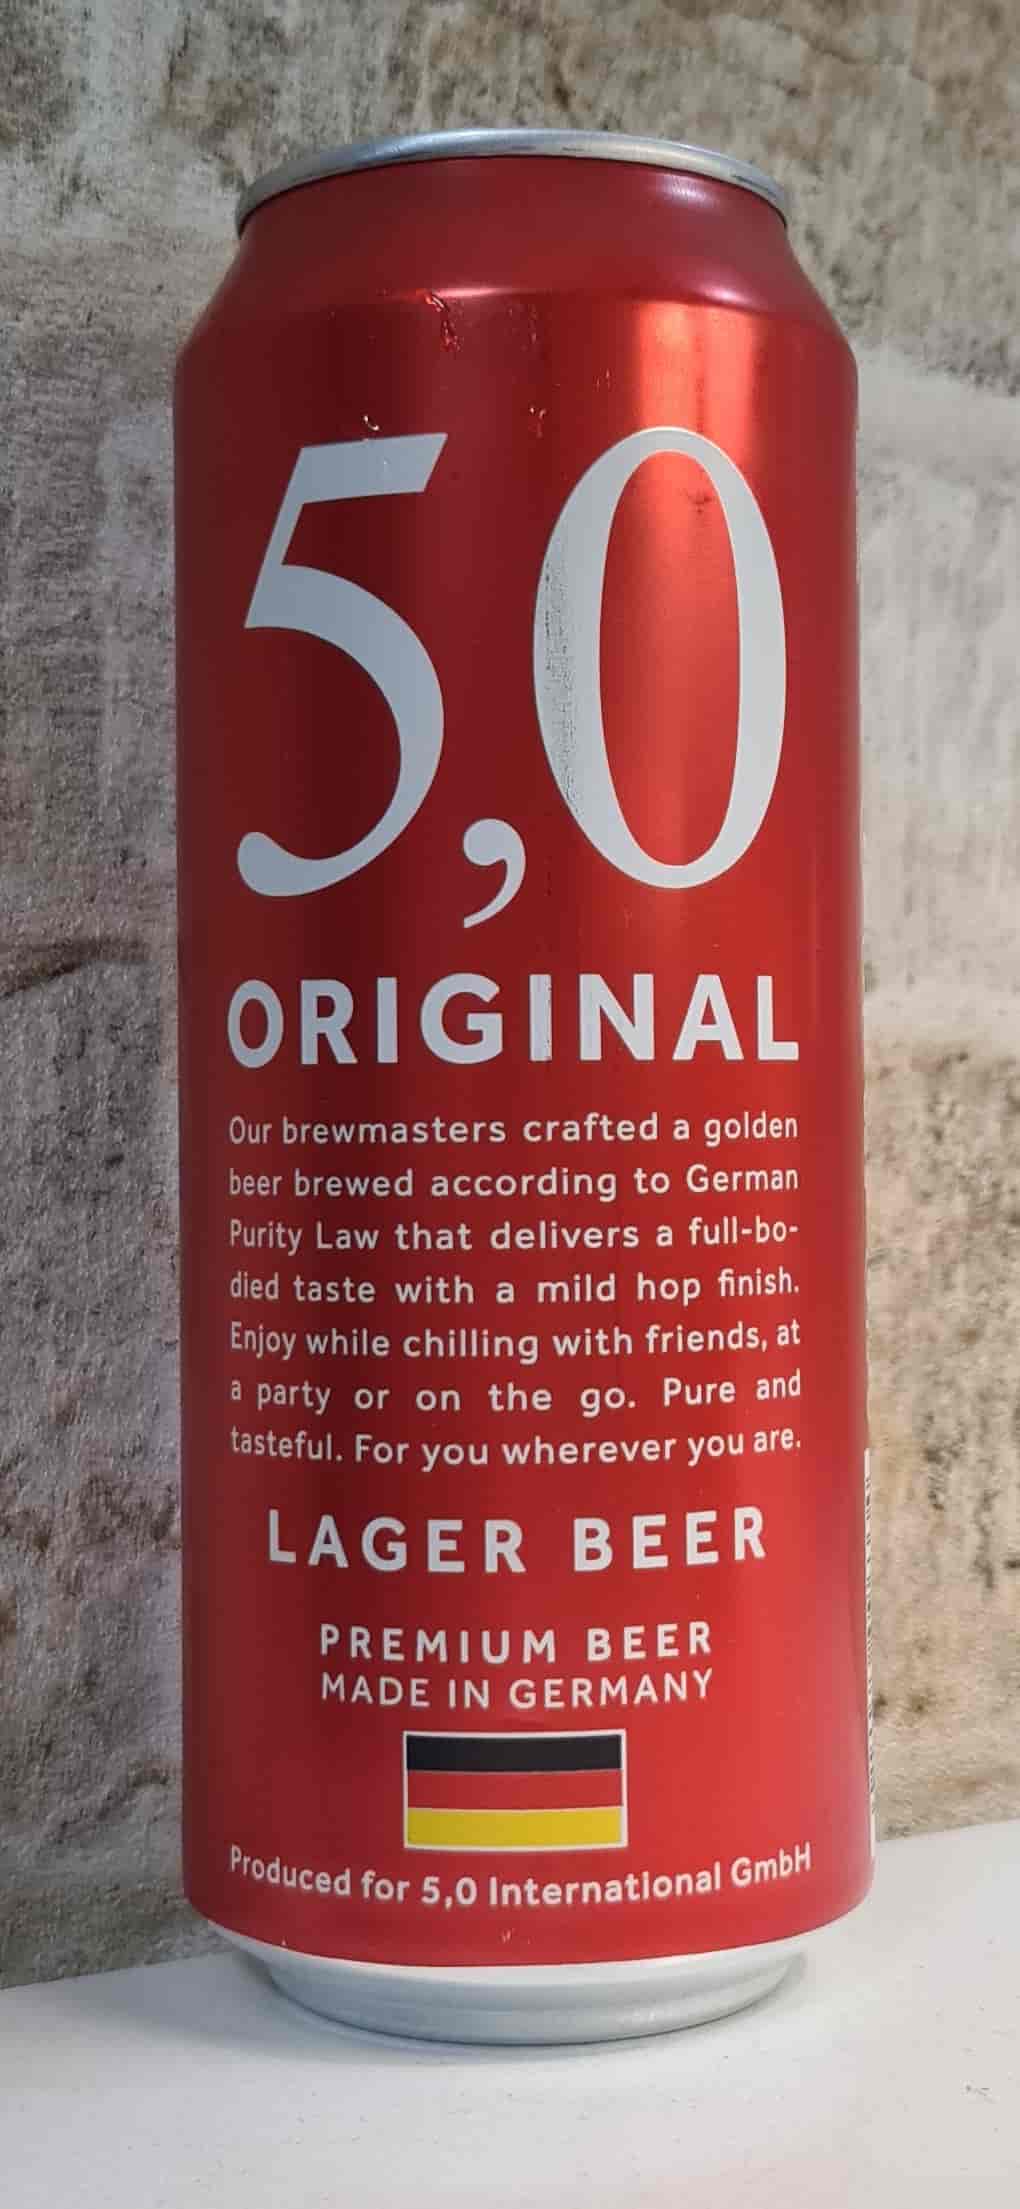 5,0
ORIGINAL
Our brewmasters crafted a golden
beer brewed according to German
Purity Law that delivers a full-bo-
died taste with a mild hop finish.
Enjoy while chilling with friends, at
a party or on the go. Pure and
tasteful. For you wherever you are.
LAGER BEER
PREMIUM BEER
MADE IN GERMANY
Produced for 5,0 International GmbH